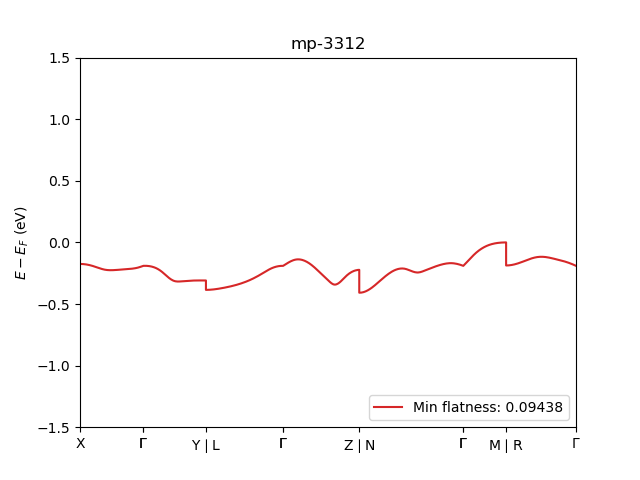 mp-3312
1.5
1.0
0.5
0.0
−0.5
−1.0
−1.5
E − E_F (eV)
Min flatness: 0.09438
X Γ Y | L Γ Z | N Γ M | R Γ